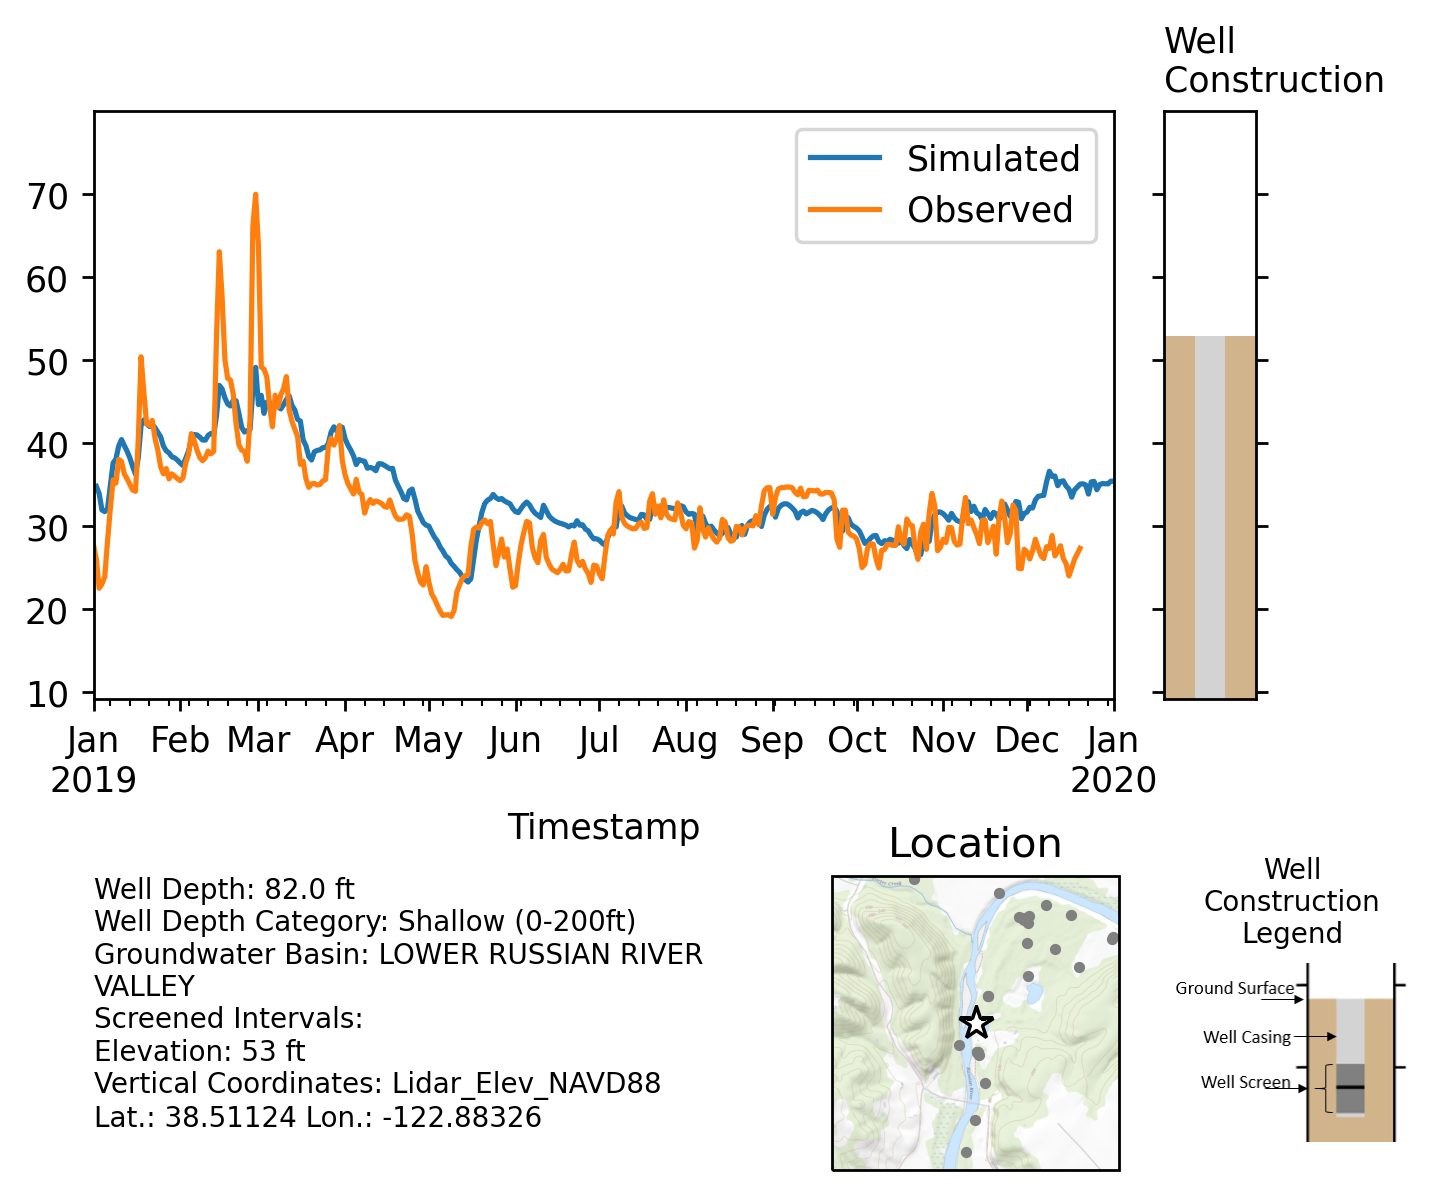 Well
Construction
Simulated
Observed
70
60
50
40
30
20
10
Jan Feb Mar Apr May Jun Jul Aug Sep Oct Nov Dec Jan
2019 2020
Timestamp
Well Depth: 82.0 ft
Well Depth Category: Shallow (0-200ft)
Groundwater Basin: LOWER RUSSIAN RIVER
VALLEY
Screened Intervals:
Elevation: 53 ft
Vertical Coordinates: Lidar_Elev_NAVD88
Lat.: 38.51124 Lon.: -122.88326
Location
Well
Construction
Legend
Ground Surface
Well Casing
Well Screen